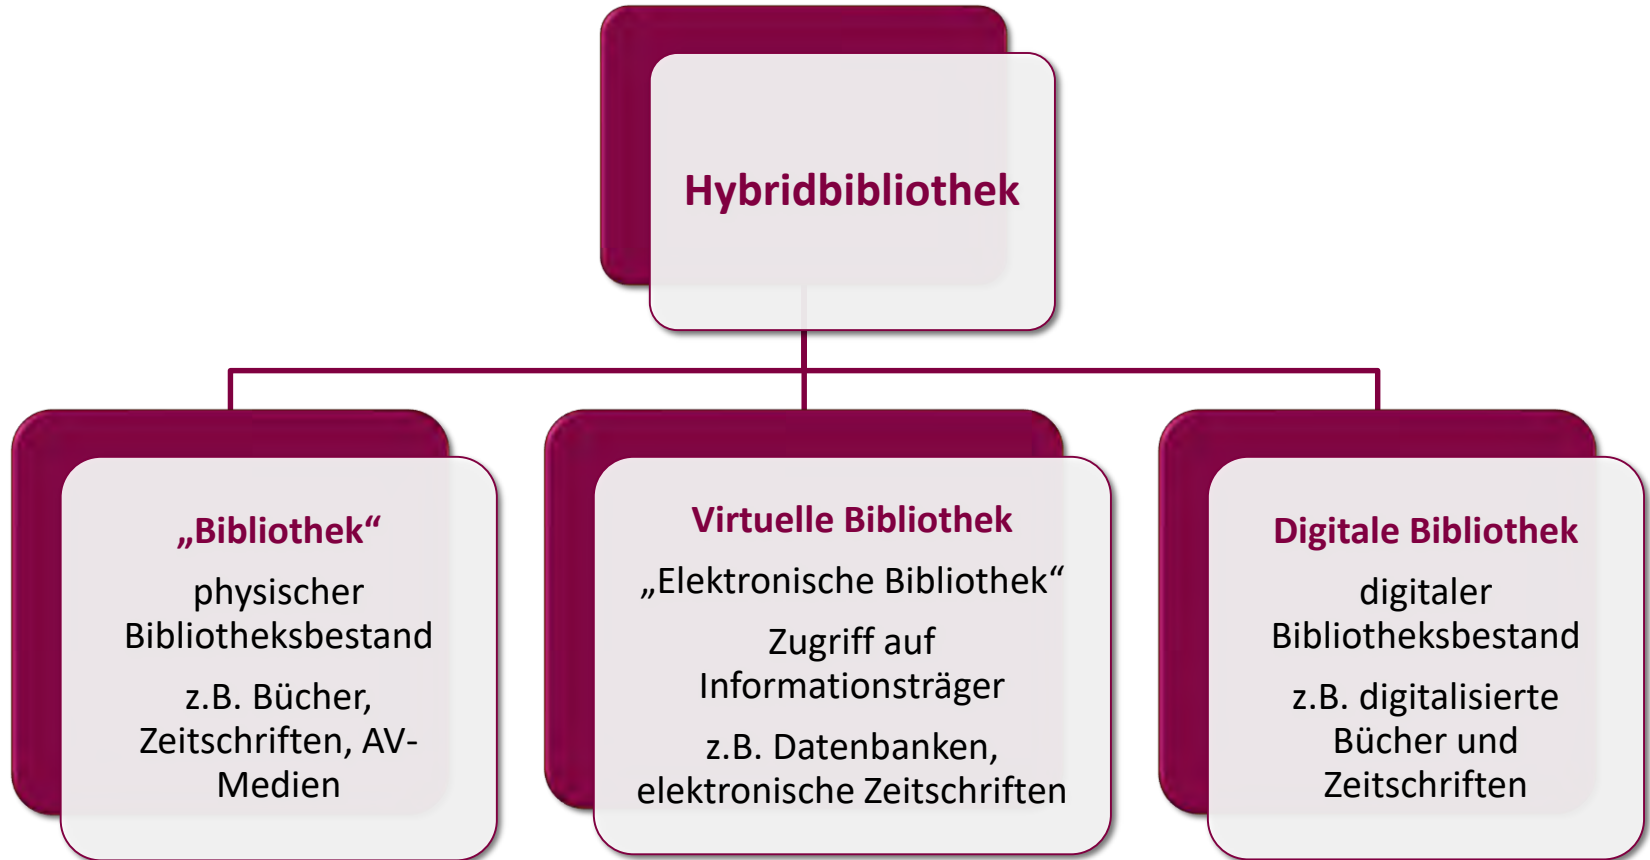 Hybridbibliothek
„Bibliothek“
physischer
Bibliotheksbestand
z.B. Bücher,
Zeitschriften, AV-
Medien
Virtuelle Bibliothek
„Elektronische Bibliothek“
Zugriff auf
Informationsträger
z.B. Datenbanken,
elektronische Zeitschriften
Digitale Bibliothek
digitaler
Bibliotheksbestand
z.B. digitalisierte
Bücher und
Zeitschriften